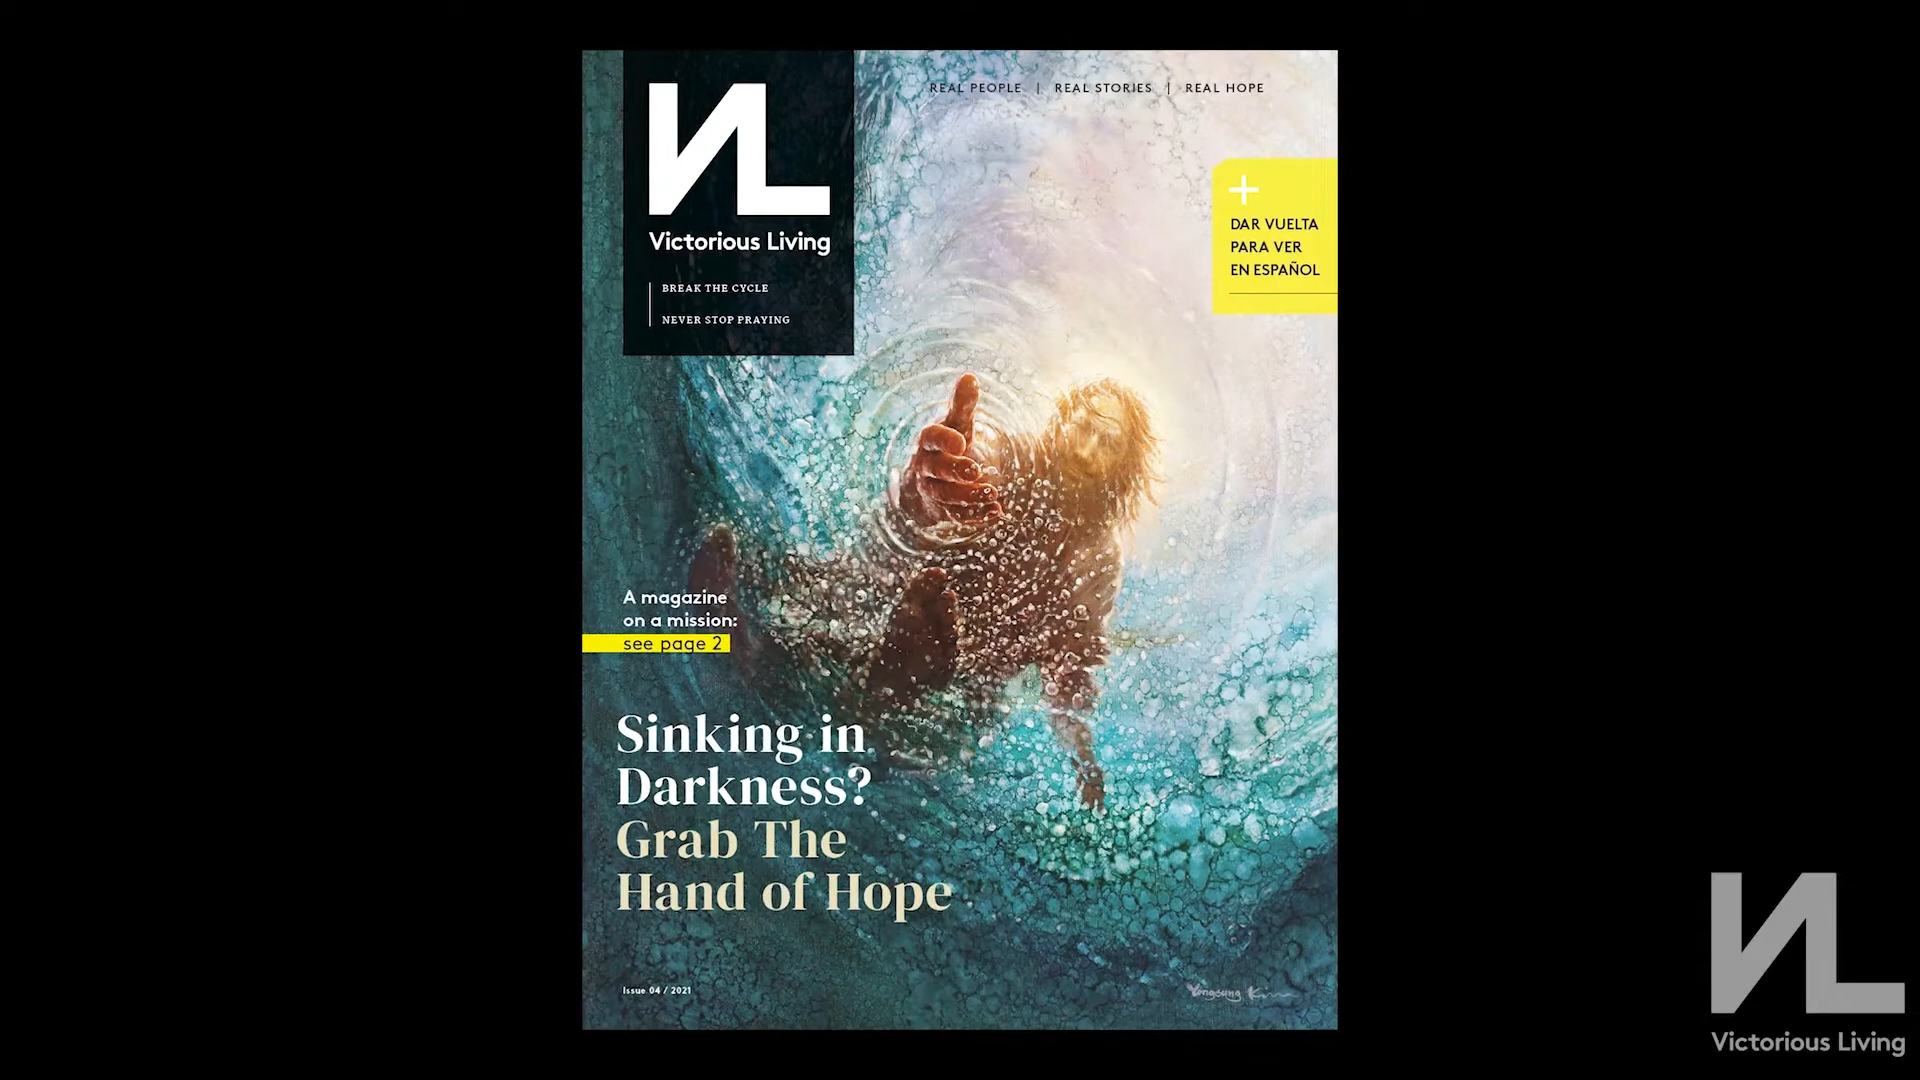 VL
Victorious Living
BREAK THE CYCLE
NEVER STOP PRAYING
REAL PEOPLE | REAL STORIES | REAL HOPE
+
DAR VUELTA
PARA VER
EN ESPAÑOL
A magazine
on a mission:
see page 2
Sinking in
Darkness?
Grab The
Hand of Hope
Issue 04 / 2021
Yongsung Kim
VL
Victorious Living